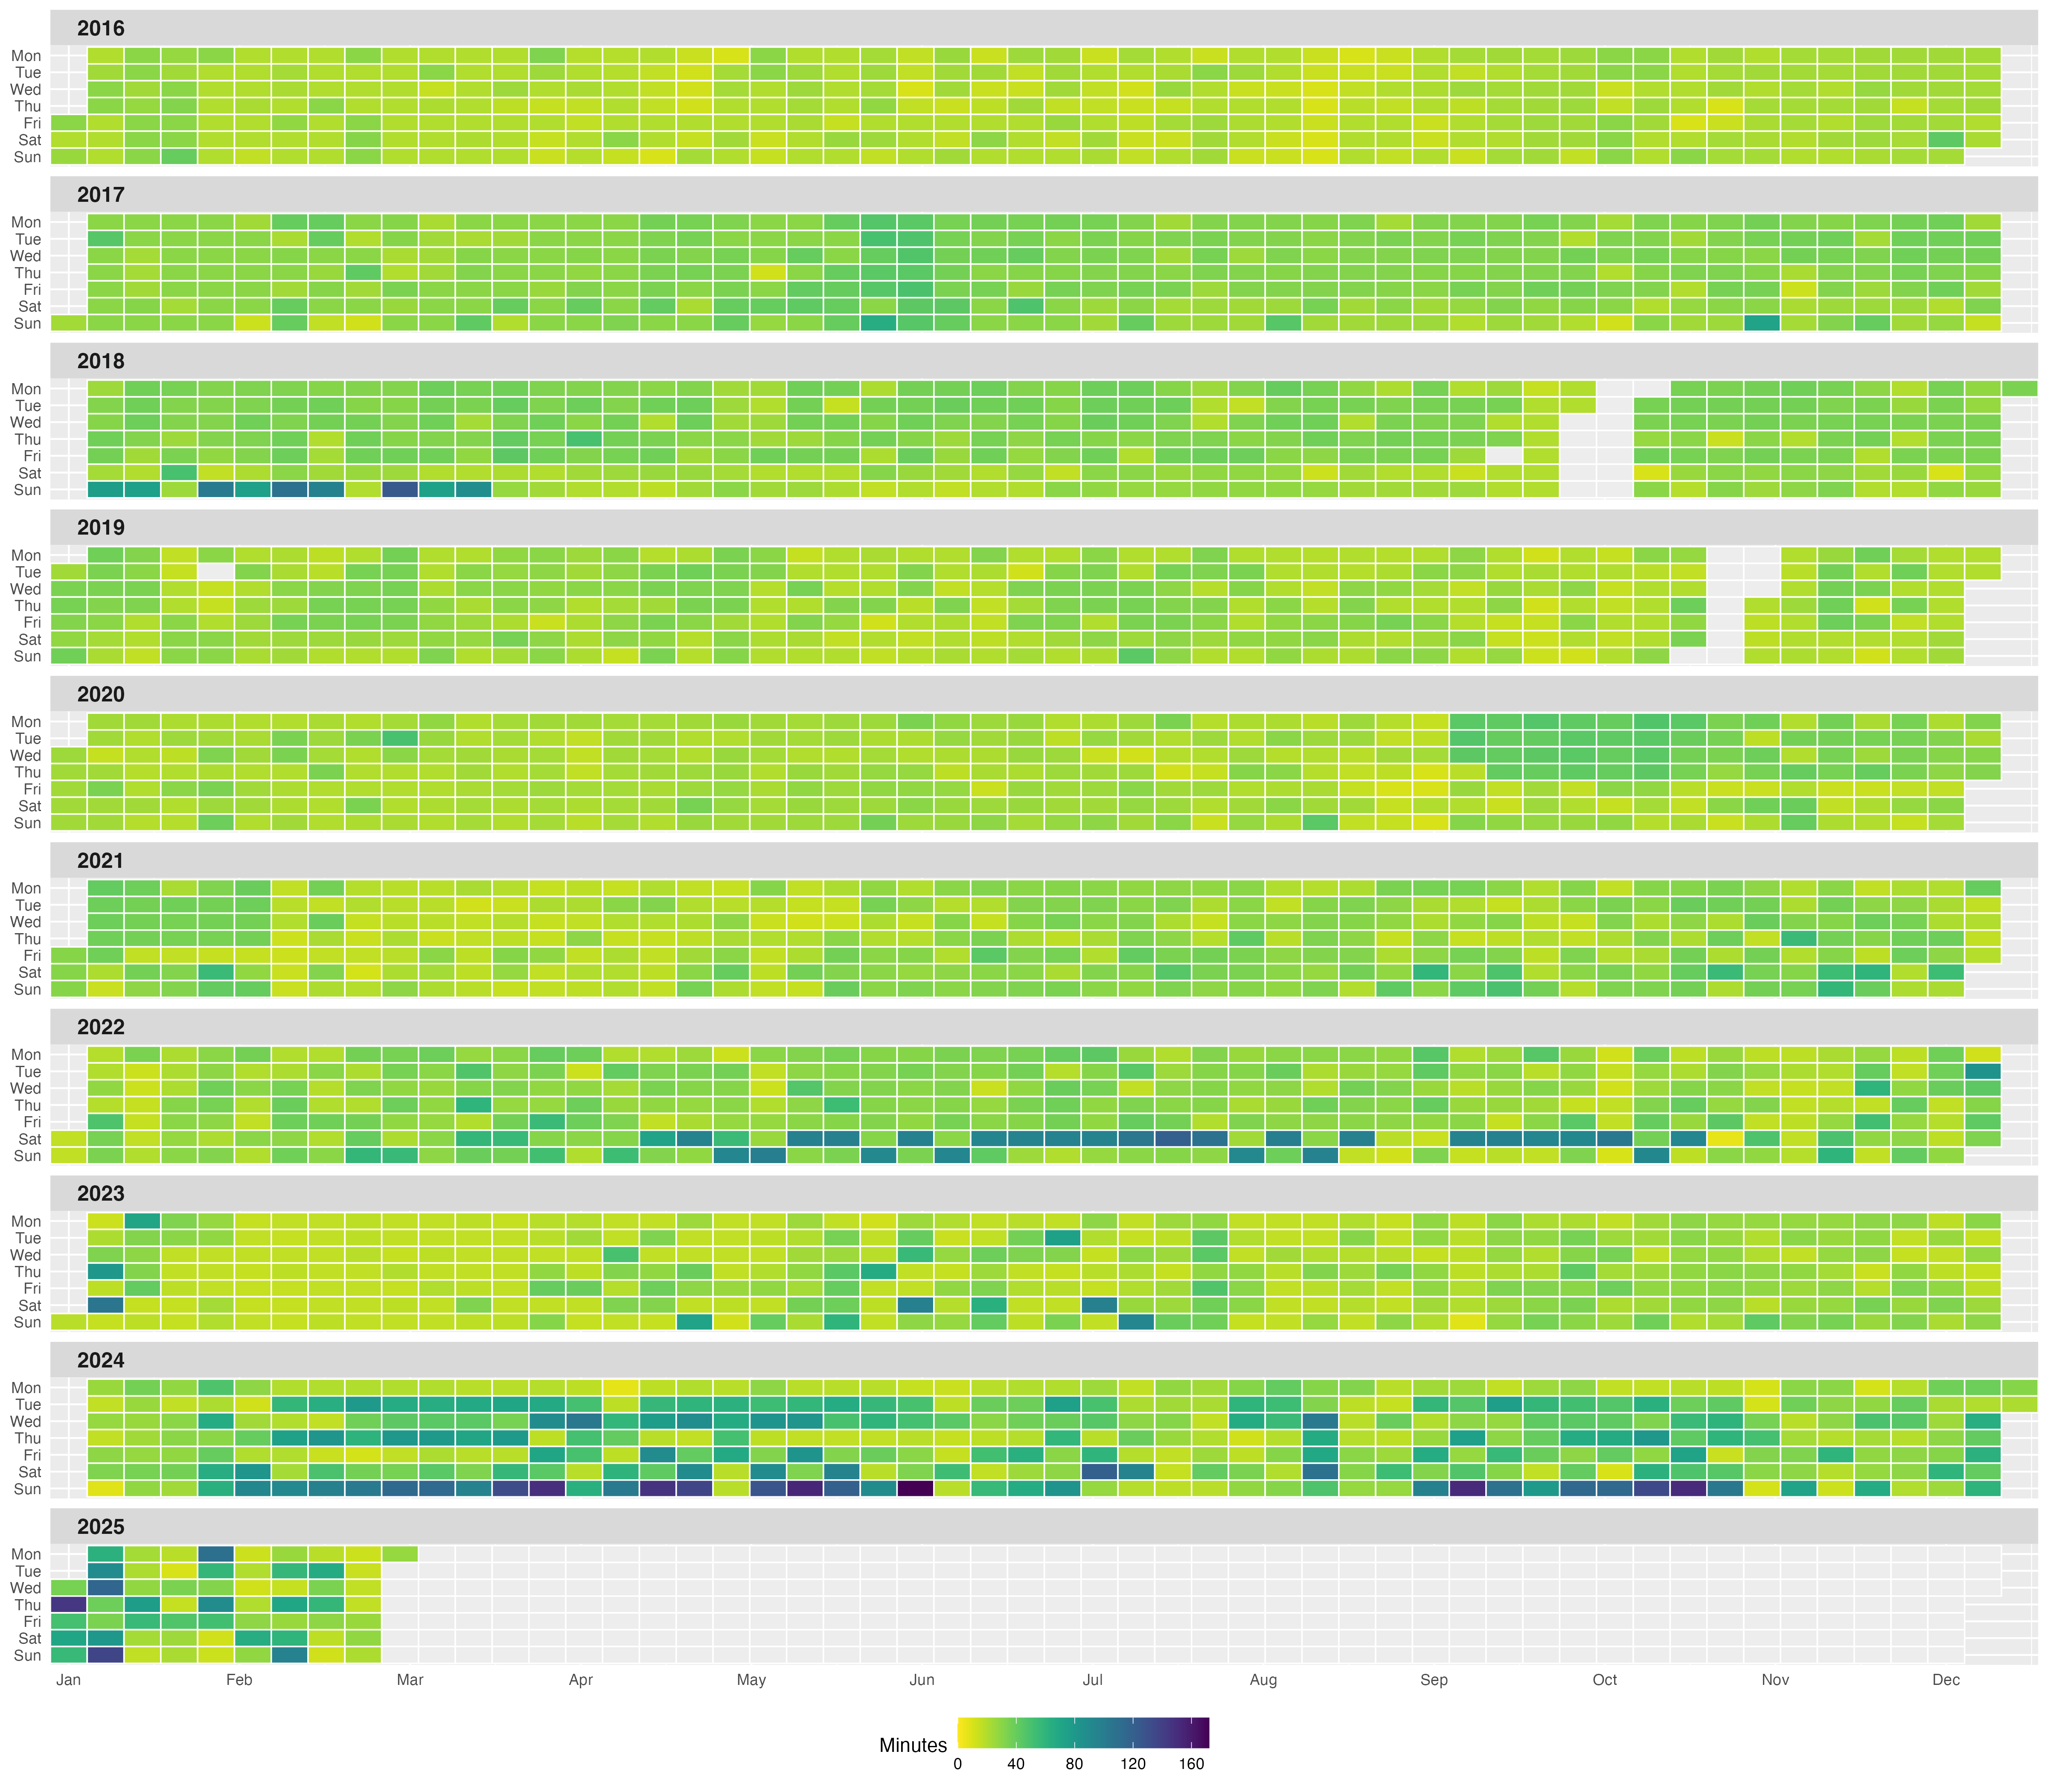 2016
Mon
Tue
Wed
Thu
Fri
Sat
Sun
2017
Mon
Tue
Wed
Thu
Fri
Sat
Sun
2018
Mon
Tue
Wed
Thu
Fri
Sat
Sun
2019
Mon
Tue
Wed
Thu
Fri
Sat
Sun
2020
Mon
Tue
Wed
Thu
Fri
Sat
Sun
2021
Mon
Tue
Wed
Thu
Fri
Sat
Sun
2022
Mon
Tue
Wed
Thu
Fri
Sat
Sun
2023
Mon
Tue
Wed
Thu
Fri
Sat
Sun
2024
Mon
Tue
Wed
Thu
Fri
Sat
Sun
2025
Mon
Tue
Wed
Thu
Fri
Sat
Sun
Jan Feb Mar Apr May Jun Jul Aug Sep Oct Nov Dec
Minutes
0 40 80 120 160